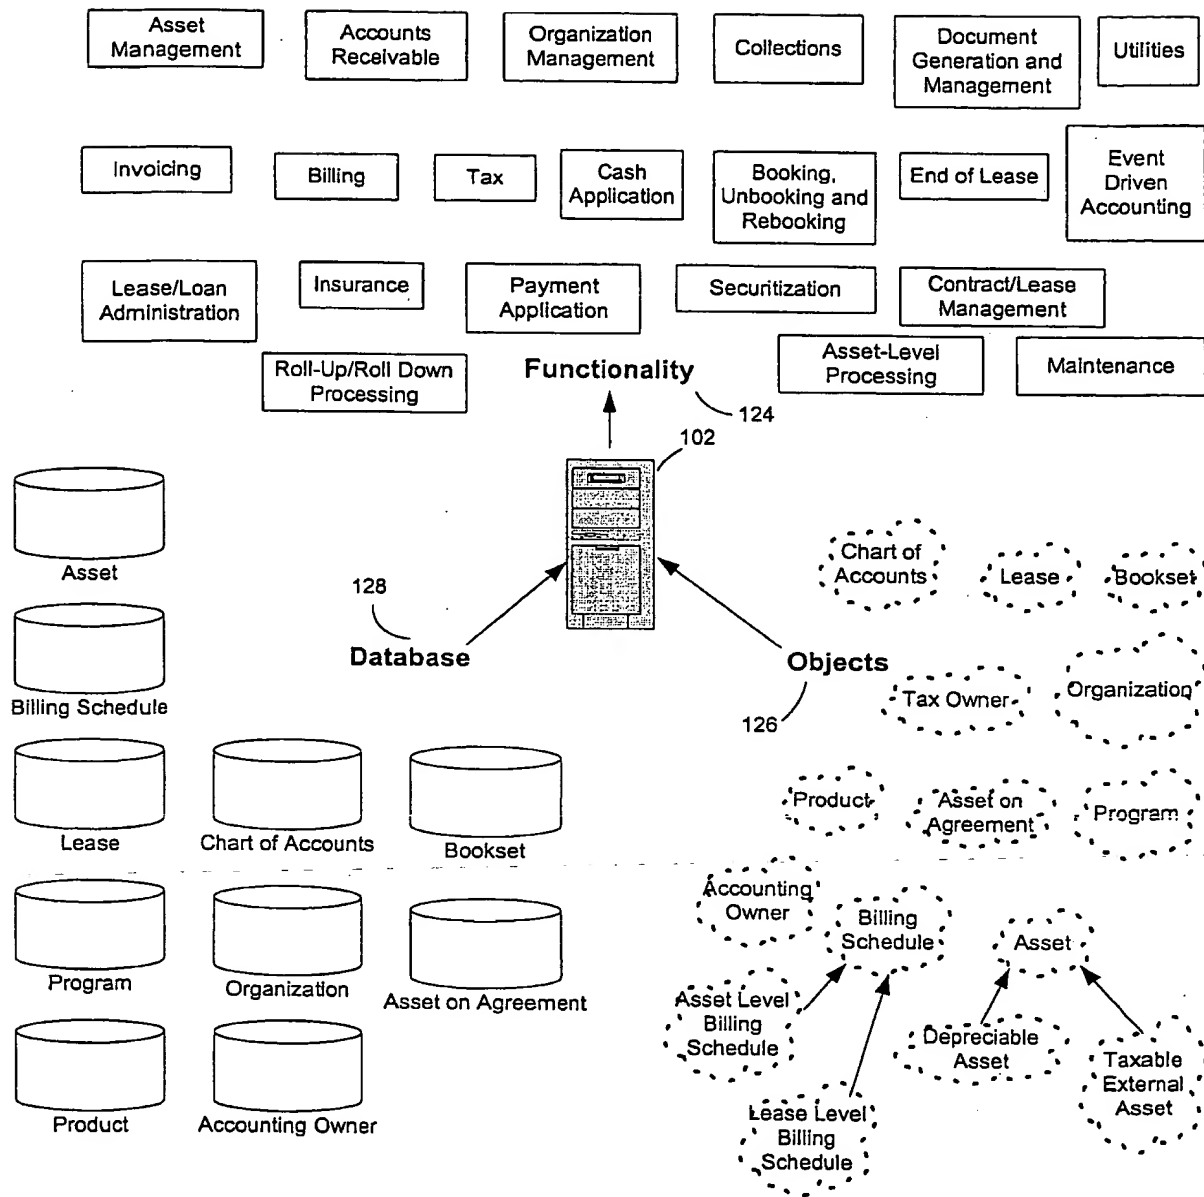 Asset
Management
Accounts
Receivable
Organization
Management
Collections
Document
Generation and
Management
Utilities
Invoicing
Billing
Tax
Cash
Application
Booking,
Unbooking and
Rebooking
End of Lease
Event
Driven
Accounting
Lease/Loan
Administration
Insurance
Payment
Application
Securitization
Contract/Lease
Management
Roll-Up/Roll Down
Processing
Functionality
Asset-Level
Processing
Maintenance
124
102
Asset
Chart of
Accounts
Lease
Bookset
128
Database
Objects
126
Billing Schedule
Tax Owner
Organization
Lease
Chart of Accounts
Bookset
Product
Asset on
Agreement
Program
Program
Organization
Asset on Agreement
Accounting
Owner
Billing
Schedule
Asset
Asset Level
Billing
Schedule
Depreciable
Asset
Taxable
External
Asset
Product
Accounting Owner
Lease Level
Billing
Schedule